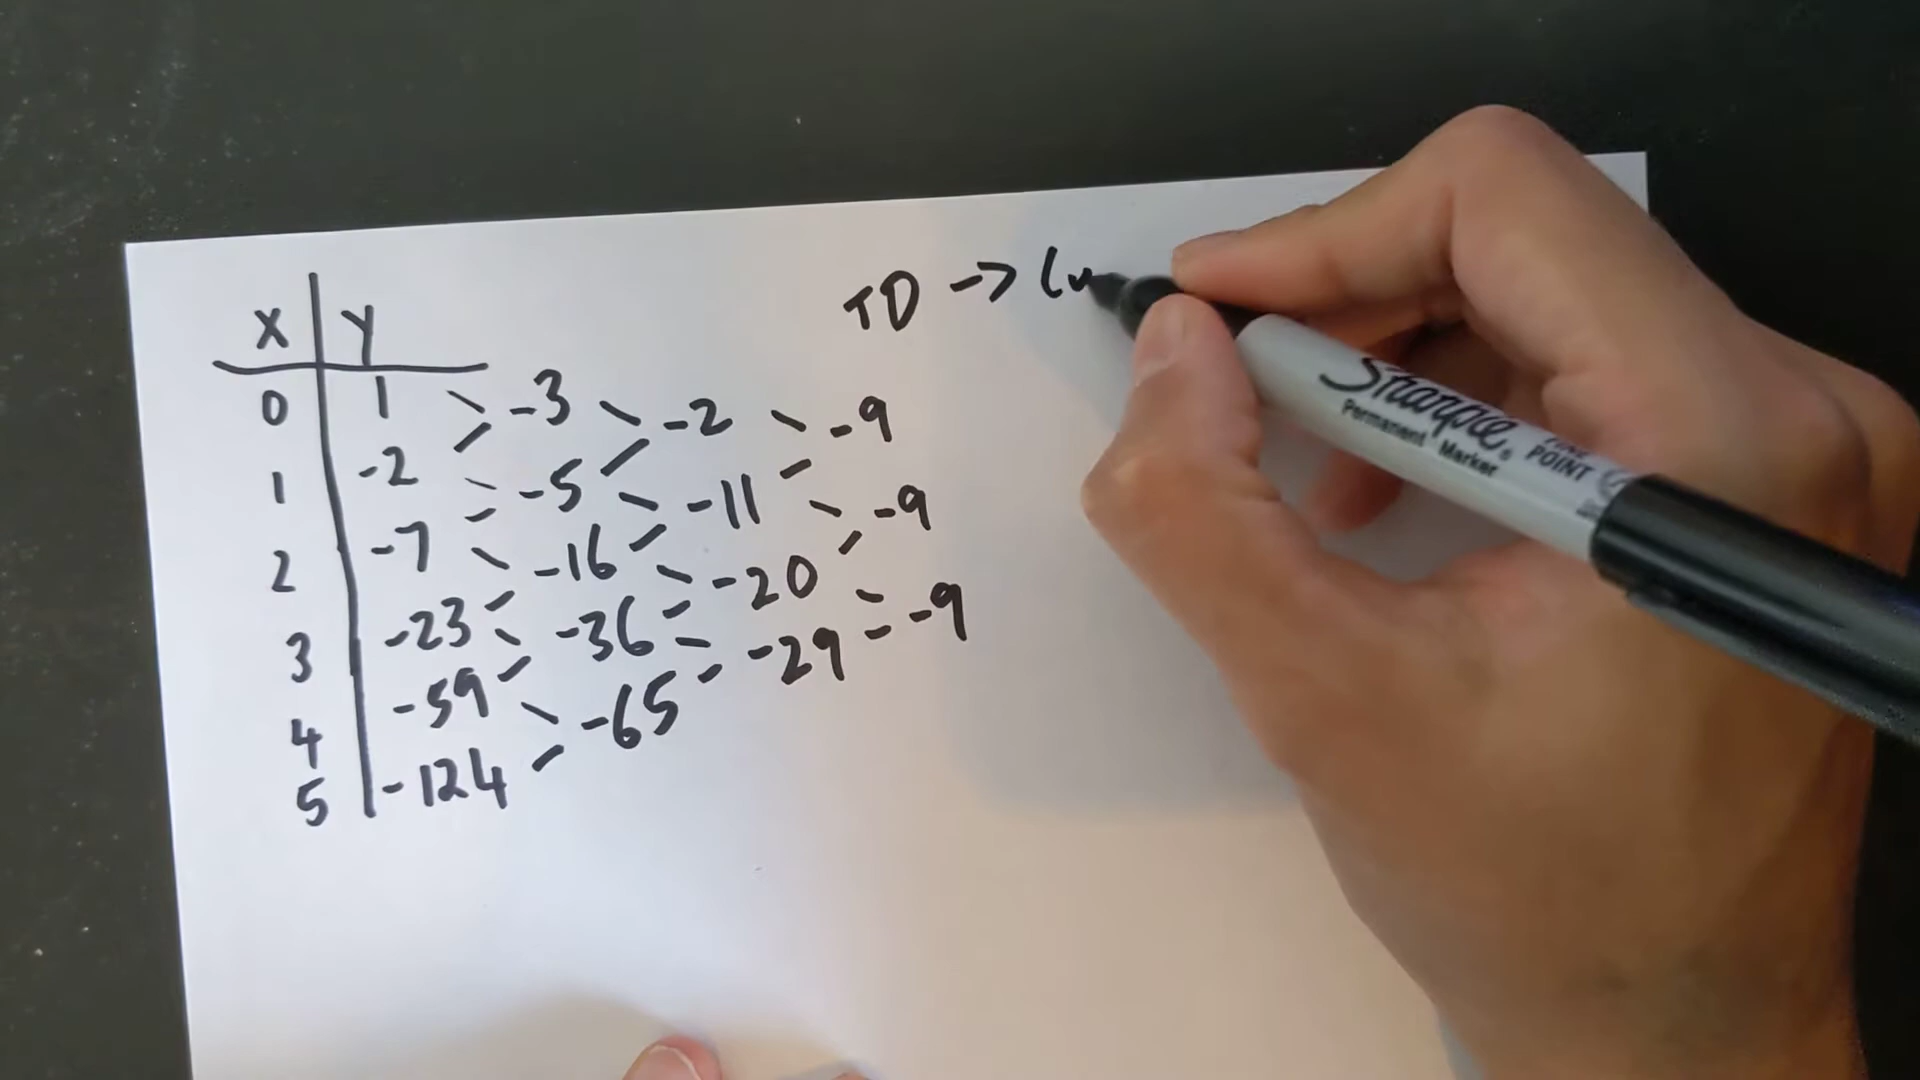 TD -> (u
X Y
0 1 -3 -2 -9
1 -2 -5 -11 -9
2 -7 -16 -20 -9
3 -23 -36 -29
4 -59 -65
5 -124
Sharpie
Permanent Marker
FINE POINT